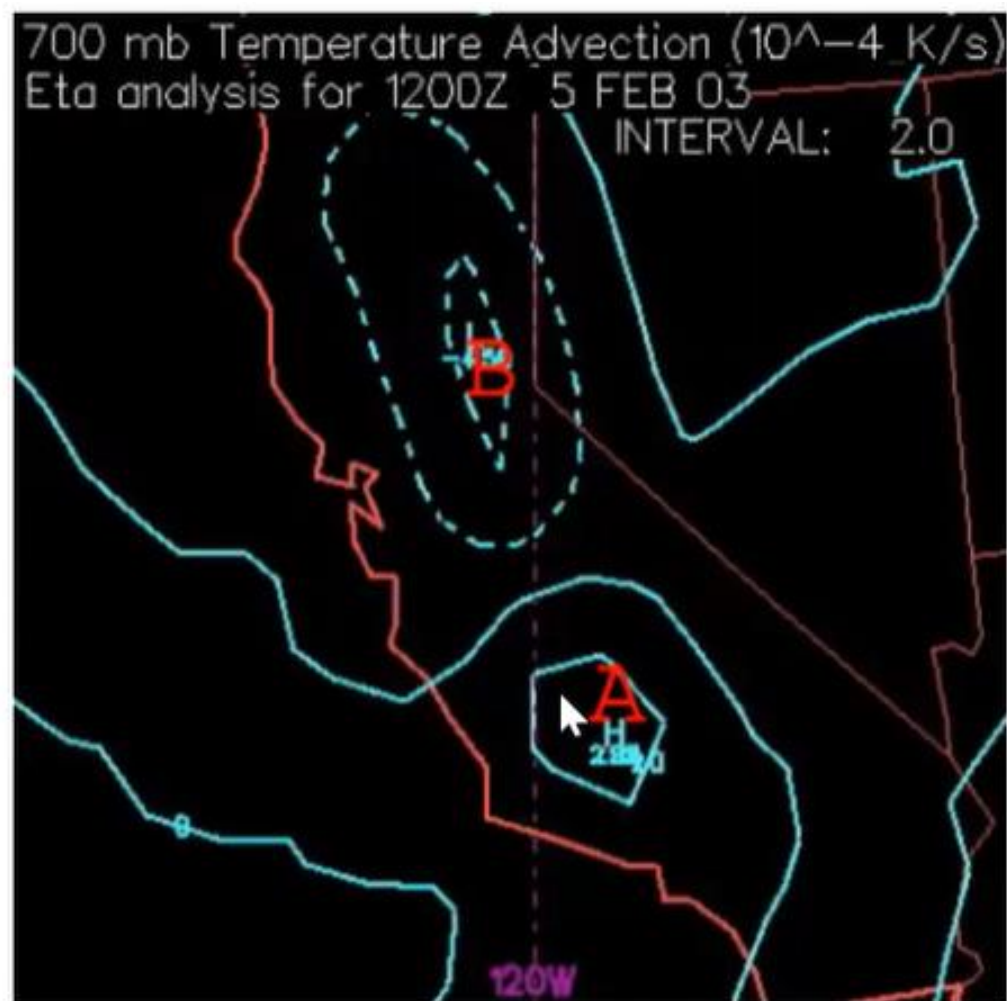 700 mb Temperature Advection (10^-4 K/s)
Eta analysis for 1200Z 5 FEB 03
INTERVAL: 2.0
B
A
H
0
120W